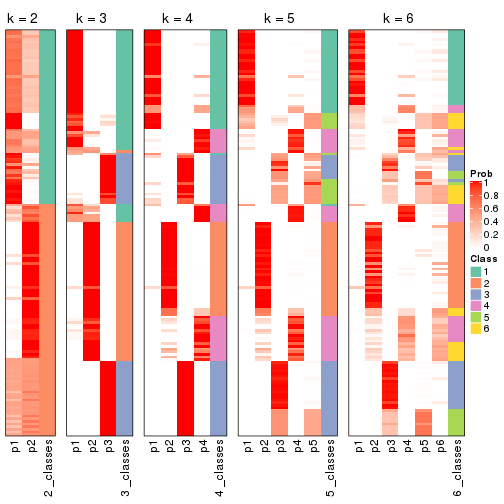 k = 2
k = 3
k = 4
k = 5
k = 6
Prob
1
0.8
0.6
0.4
0.2
0
Class
1
2
3
4
5
6
p1
p2
2_classes
p1
p2
p3
3_classes
p1
p2
p3
p4
4_classes
p1
p2
p3
p4
p5
5_classes
p1
p2
p3
p4
p5
p6
6_classes